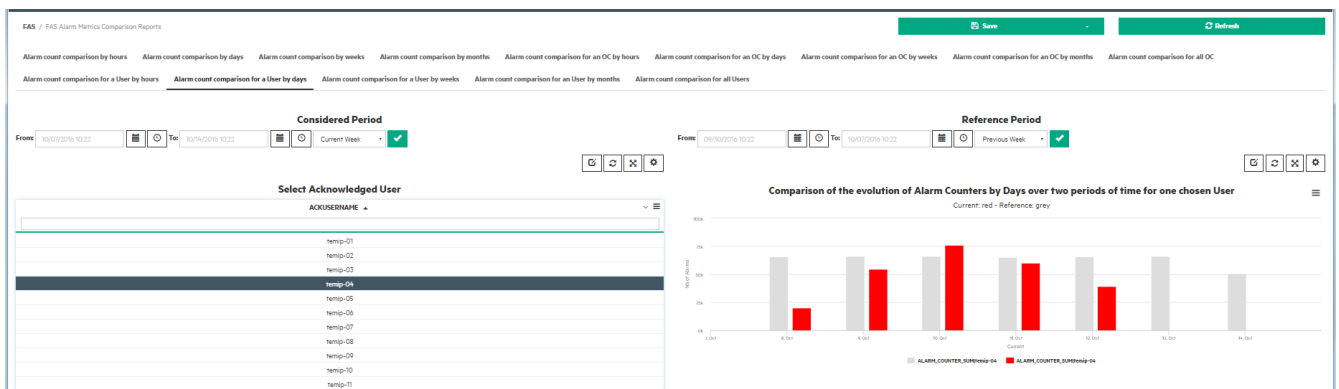 FAS / FAS Alarm Metrics Comparison Reports
Save
Refresh
Alarm count comparison by hours Alarm count comparison by days Alarm count comparison by weeks Alarm count comparison by months Alarm count comparison for an OC by hours Alarm count comparison for an OC by days Alarm count comparison for an OC by weeks Alarm count comparison for an OC by months Alarm count comparison for all OC
Alarm count comparison for a User by hours Alarm count comparison for a User by days Alarm count comparison for a User by weeks Alarm count comparison for an User by months Alarm count comparison for all Users
Considered Period
From: 10/07/2016 10:22 To: 10/14/2016 10:22 Current Week
Reference Period
From: 09/30/2016 10:22 To: 10/07/2016 10:22 Previous Week
Select Acknowledged User
ACKUSERNAME
temip-01
temip-02
temip-03
temip-04
temip-05
temip-06
temip-07
temip-08
temip-09
temip-10
temip-11
Comparison of the evolution of Alarm Counters by Days over two periods of time for one chosen User
Current: red - Reference: grey
100k
75k
50k
25k
0k
Nb of Alarms
7. Oct 8. Oct 9. Oct 10. Oct 11. Oct 12. Oct 13. Oct 14. Oct
Current
ALARM_COUNTER_SUM/temip-04 ALARM_COUNTER_SUM/temip-04